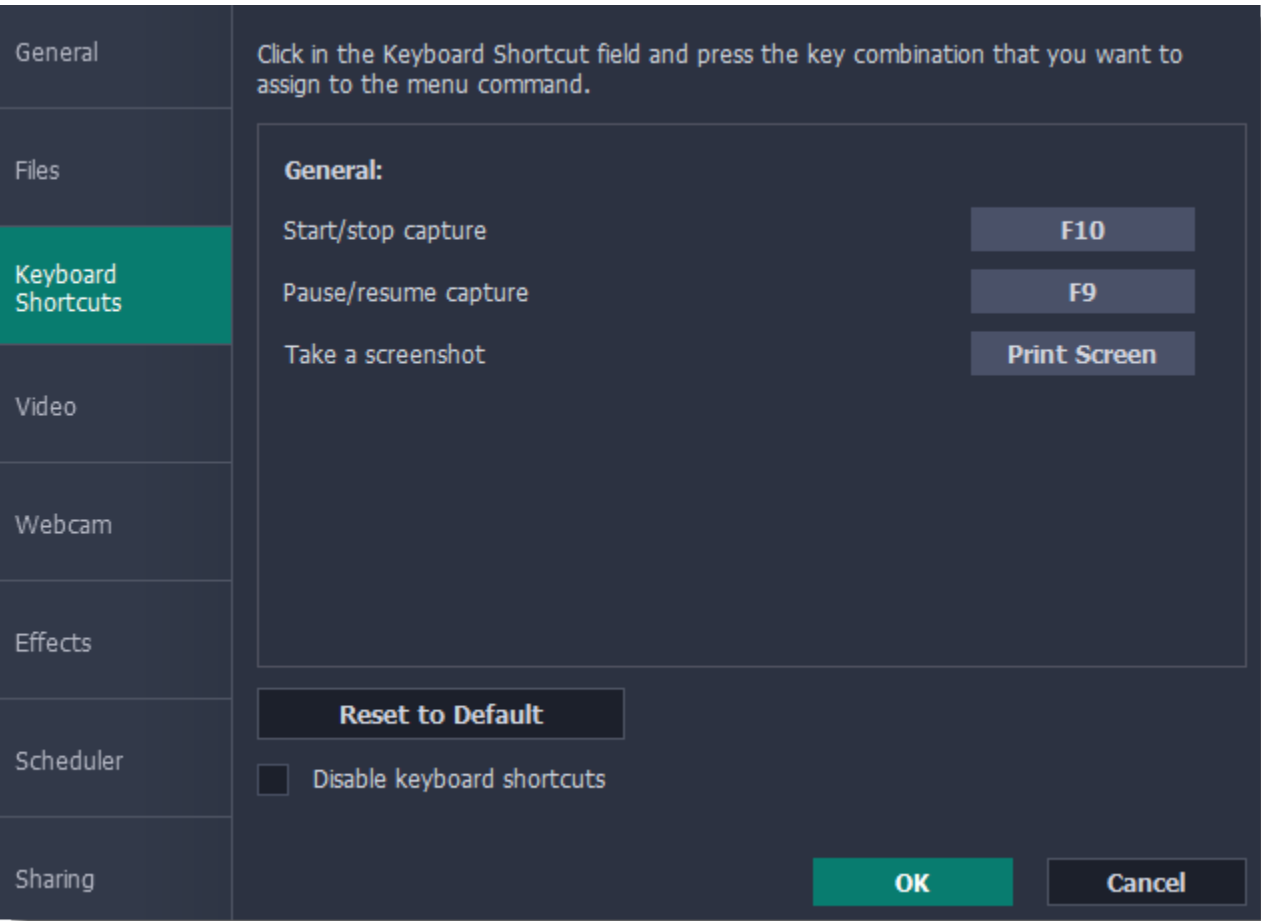 General
Files
Keyboard
Shortcuts
Video
Webcam
Effects
Scheduler
Sharing
Click in the Keyboard Shortcut field and press the key combination that you want to
assign to the menu command.
General:
Start/stop capture F10
Pause/resume capture F9
Take a screenshot Print Screen
Reset to Default
Disable keyboard shortcuts
OK Cancel